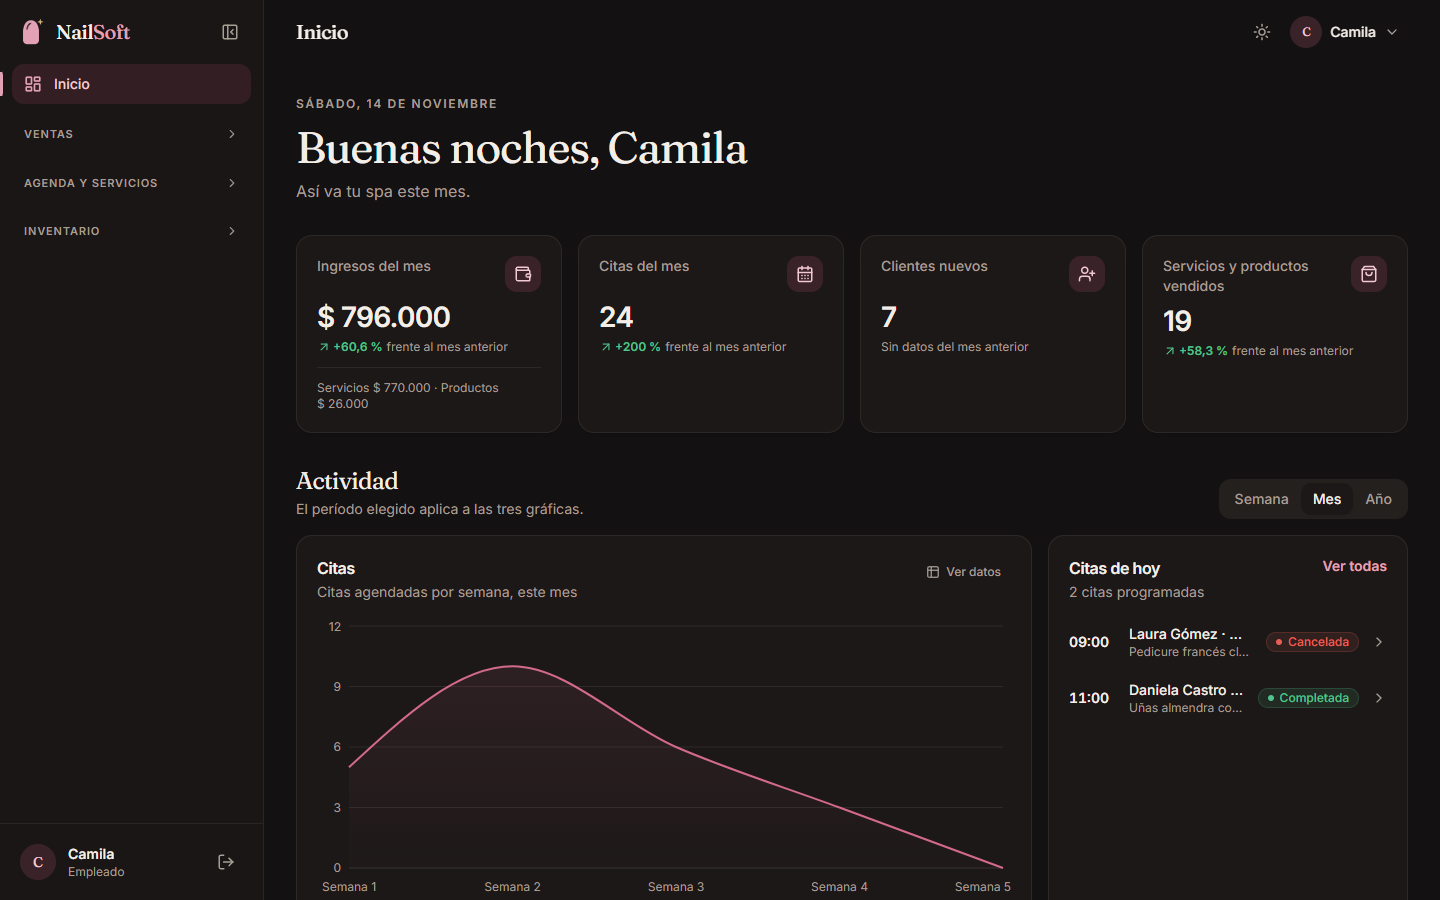 NailSoft
Inicio
VENTAS
AGENDA Y SERVICIOS
INVENTARIO
C
Camila
Empleado
Inicio
C
Camila
SÁBADO, 14 DE NOVIEMBRE
Buenas noches, Camila
Así va tu spa este mes.
Ingresos del mes
$ 796.000
+60,6 % frente al mes anterior
Servicios $ 770.000 · Productos
$ 26.000
Citas del mes
24
+200 % frente al mes anterior
Clientes nuevos
7
Sin datos del mes anterior
Servicios y productos
vendidos
19
+58,3 % frente al mes anterior
Actividad
El período elegido aplica a las tres gráficas.
Semana Mes Año
Citas
Ver datos
Citas agendadas por semana, este mes
12
9
6
3
0
Semana 1 Semana 2 Semana 3 Semana 4 Semana 5
Citas de hoy
Ver todas
2 citas programadas
09:00 Laura Gómez · ... Cancelada
Pedicure francés cl...
11:00 Daniela Castro ... Completada
Uñas almendra co...